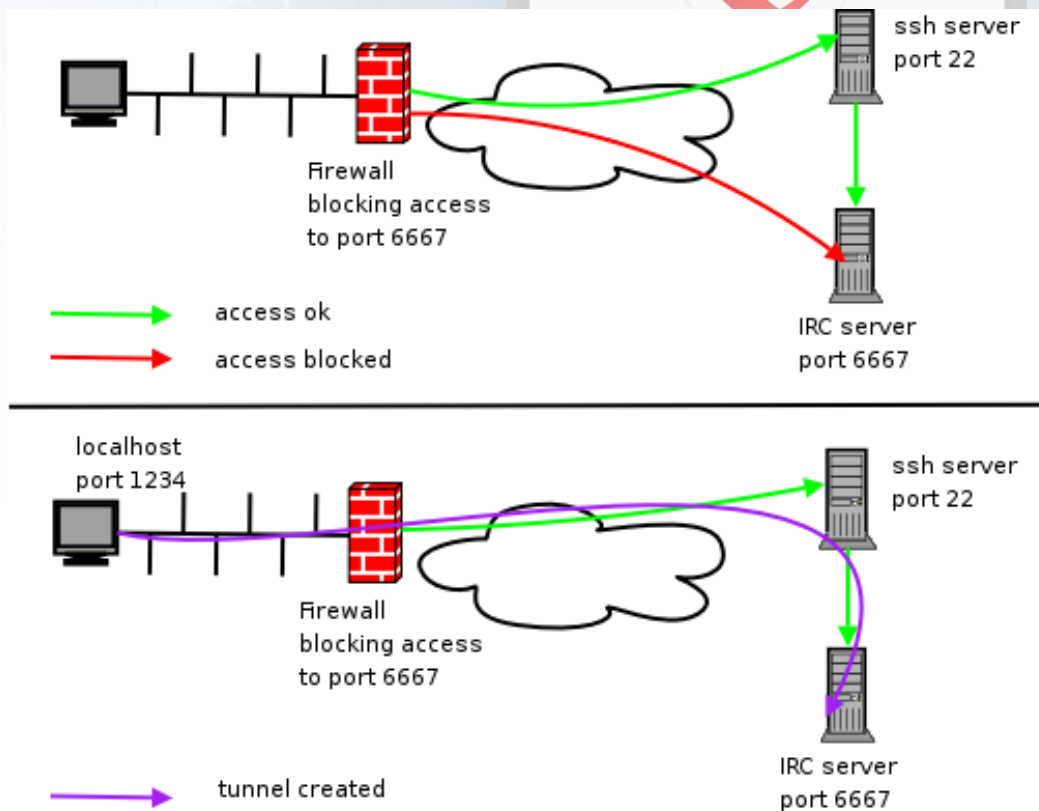 ssh server
port 22
Firewall
blocking access
to port 6667
access ok
access blocked
IRC server
port 6667
localhost
port 1234
ssh server
port 22
Firewall
blocking access
to port 6667
IRC server
port 6667
tunnel created